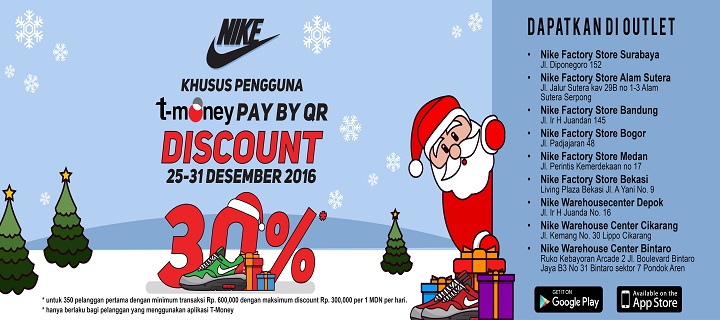 NIKE
KHUSUS PENGGUNA
t-money PAY BY QR
DISCOUNT
25-31 DESEMBER 2016
30%*
* untuk 350 pelanggan pertama dengan minimum transaksi Rp. 600,000 dengan maksimum discount Rp. 300,000 per 1 MDN per hari.
* hanya berlaku bagi pelanggan yang menggunakan aplikasi T-Money
DAPATKAN DI OUTLET
• Nike Factory Store Surabaya
Jl. Diponegoro 152
• Nike Factory Store Alam Sutera
Jl. Jalur Sutera kav 29B no 1-3 Alam
Sutera Serpong
• Nike Factory Store Bandung
Jl. Ir H Juandan 145
• Nike Factory Store Bogor
Jl. Padjajaran 48
• Nike Factory Store Medan
Jl. Perintis Kemerdekaan no 17
• Nike Factory Store Bekasi
Living Plaza Bekasi Jl. A Yani No. 9
• Nike Warehousecenter Depok
Jl. Ir H Juanda No. 16
• Nike Warehouse Center Cikarang
Jl. Kemang No. 30 Lippo Cikarang
• Nike Warehouse Center Bintaro
Ruko Kebayoran Arcade 2 Jl. Boulevard Bintaro
Jaya B3 No 31 Bintaro sektor 7 Pondok Aren
GET IT ON
Google Play
Available on the
App Store